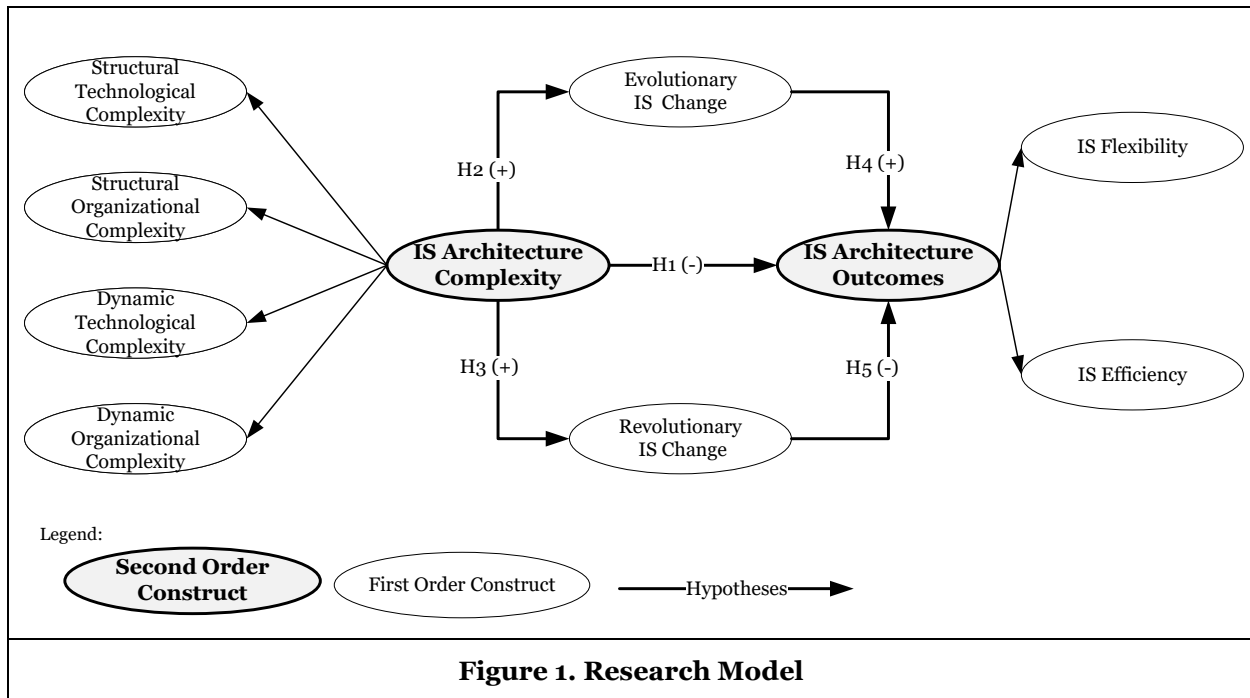 Structural
Technological
Complexity
Structural
Organizational
Complexity
Dynamic
Technological
Complexity
Dynamic
Organizational
Complexity
IS Architecture
Complexity
H2 (+)
H1 (-)
H3 (+)
Evolutionary
IS Change
Revolutionary
IS Change
H4 (+)
H5 (-)
IS Architecture
Outcomes
IS Flexibility
IS Efficiency
Legend:
Second Order
Construct
First Order Construct
Hypotheses
Figure 1. Research Model